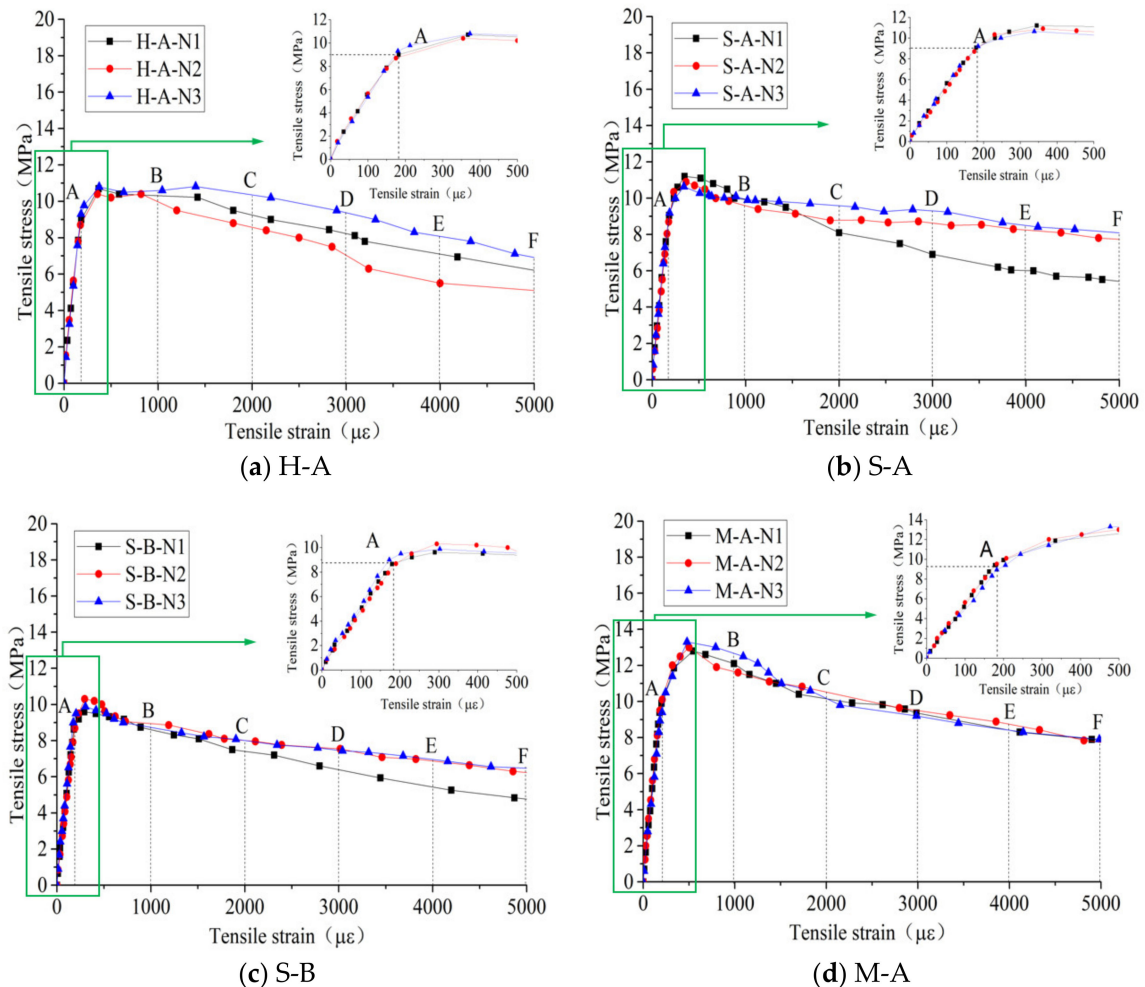 20
18
16
14
12
10
8
6
4
2
0
Tensile stress（MPa）
H-A-N1
H-A-N2
H-A-N3
A
B
C
D
E
F
0 1000 2000 3000 4000 5000
Tensile strain（με）
14
12
10
8
6
4
2
0
Tensile stress（MPa）
A
0 100 200 300 400 500
Tensile strain（με）
(a) H-A
20
18
16
14
12
10
8
6
4
2
0
Tensile stress（MPa）
S-A-N1
S-A-N2
S-A-N3
A
B
C
D
E
F
0 1000 2000 3000 4000 5000
Tensile strain（με）
12
10
8
6
4
2
0
Tensile stress（MPa）
A
0 100 200 300 400 500
Tensile strain（με）
(b) S-A
20
18
16
14
12
10
8
6
4
2
0
Tensile stress（MPa）
S-B-N1
S-B-N2
S-B-N3
A
B
C
D
E
F
0 1000 2000 3000 4000 5000
Tensile strain（με）
10
8
6
4
2
0
Tensile stress（MPa）
A
0 100 200 300 400 500
Tensile strain（με）
(c) S-B
20
18
16
14
12
10
8
6
4
2
0
Tensile stress（MPa）
M-A-N1
M-A-N2
M-A-N3
A
B
C
D
E
F
0 1000 2000 3000 4000 5000
Tensile strain（με）
14
12
10
8
6
4
2
0
Tensile stress（MPa）
A
0 100 200 300 400 500
Tensile strain（με）
(d) M-A